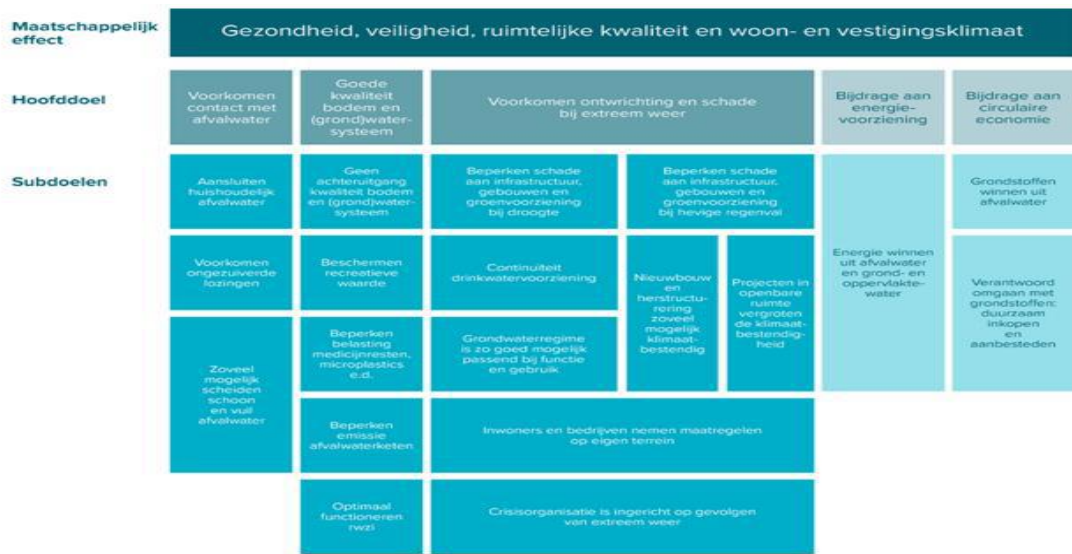 Maatschappelijk
effect
Gezondheid, veiligheid, ruimtelijke kwaliteit en woon- en vestigingsklimaat
Hoofddoel
Voorkomen
contact met
afvalwater
Goede
kwaliteit
bodem en
(grond)water-
systeem
Voorkomen ontwrichting en schade
bij extreem weer
Bijdrage aan
energie-
voorziening
Bijdrage aan
circulaire
economie
Subdoelen
Aansluiten
huishoudelijk
afvalwater
Geen
achteruitgang
kwaliteit bodem
en (grond)water-
systeem
Beperken schade
aan infrastructuur,
gebouwen en
groenvoorziening
bij droogte
Beperken schade
aan infrastructuur,
gebouwen en
groenvoorziening
bij hevige regenval
Grondstoffen
winnen uit
afvalwater
Voorkomen
ongezuiverde
lozingen
Beschermen
recreatieve
waarde
Continuïteit
drinkwatervoorziening
Nieuwbouw
en
herstructu-
rering
zoveel
mogelijk
klimaat-
bestendig
Projecten in
openbare
ruimte
vergroten
de klimaat-
bestendig-
heid
Energie winnen
uit afvalwater
en grond- en
oppervlakte-
water
Verantwoord
omgaan met
grondstoffen:
duurzaam
inkopen
en
aanbesteden
Zoveel
mogelijk
scheiden
schoon
en vuil
afvalwater
Beperken
belasting
medicijnresten,
microplastics
e.d.
Grondwaterregime
is zo goed mogelijk
passend bij functie
en gebruik
Beperken
emissie
afvalwaterketen
Inwoners en bedrijven nemen maatregelen
op eigen terrein
Optimaal
functioneren
rwzi
Crisisorganisatie is ingericht op gevolgen
van extreem weer